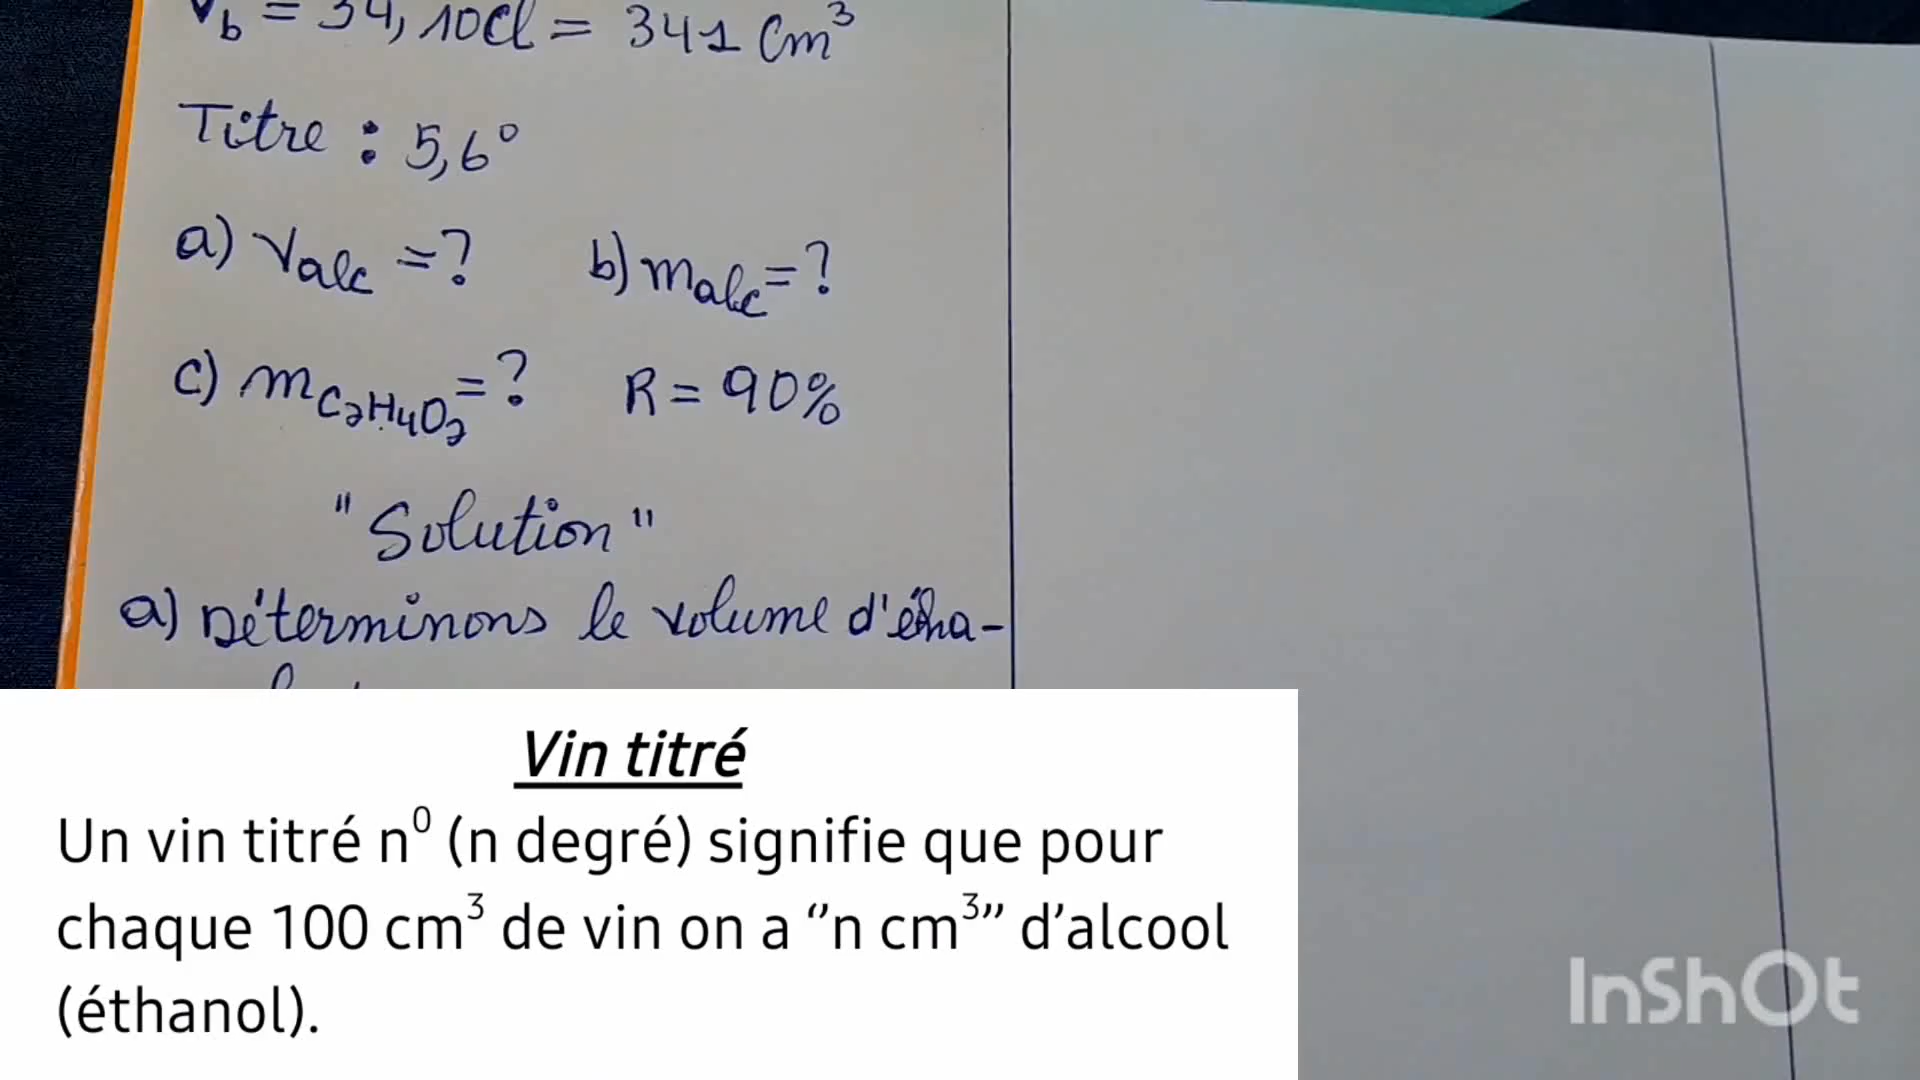 Vb = 34,10Cl = 341 Cm³
Titre : 5,6°
a) Valc = ? b) malc = ?
c) mC₂H₄O₂ = ? R = 90%
"Solution"
a) Déterminons le volume d'étha-
Vin titré
Un vin titré n⁰ (n degré) signifie que pour
chaque 100 cm³ de vin on a ‘’n cm³’’ d’alcool
(éthanol).
InShOt